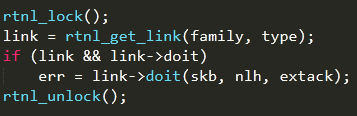 rtnl_lock();
link = rtnl_get_link(family, type);
if (link && link->doit)
    err = link->doit(skb, nlh, extack);
rtnl_unlock();